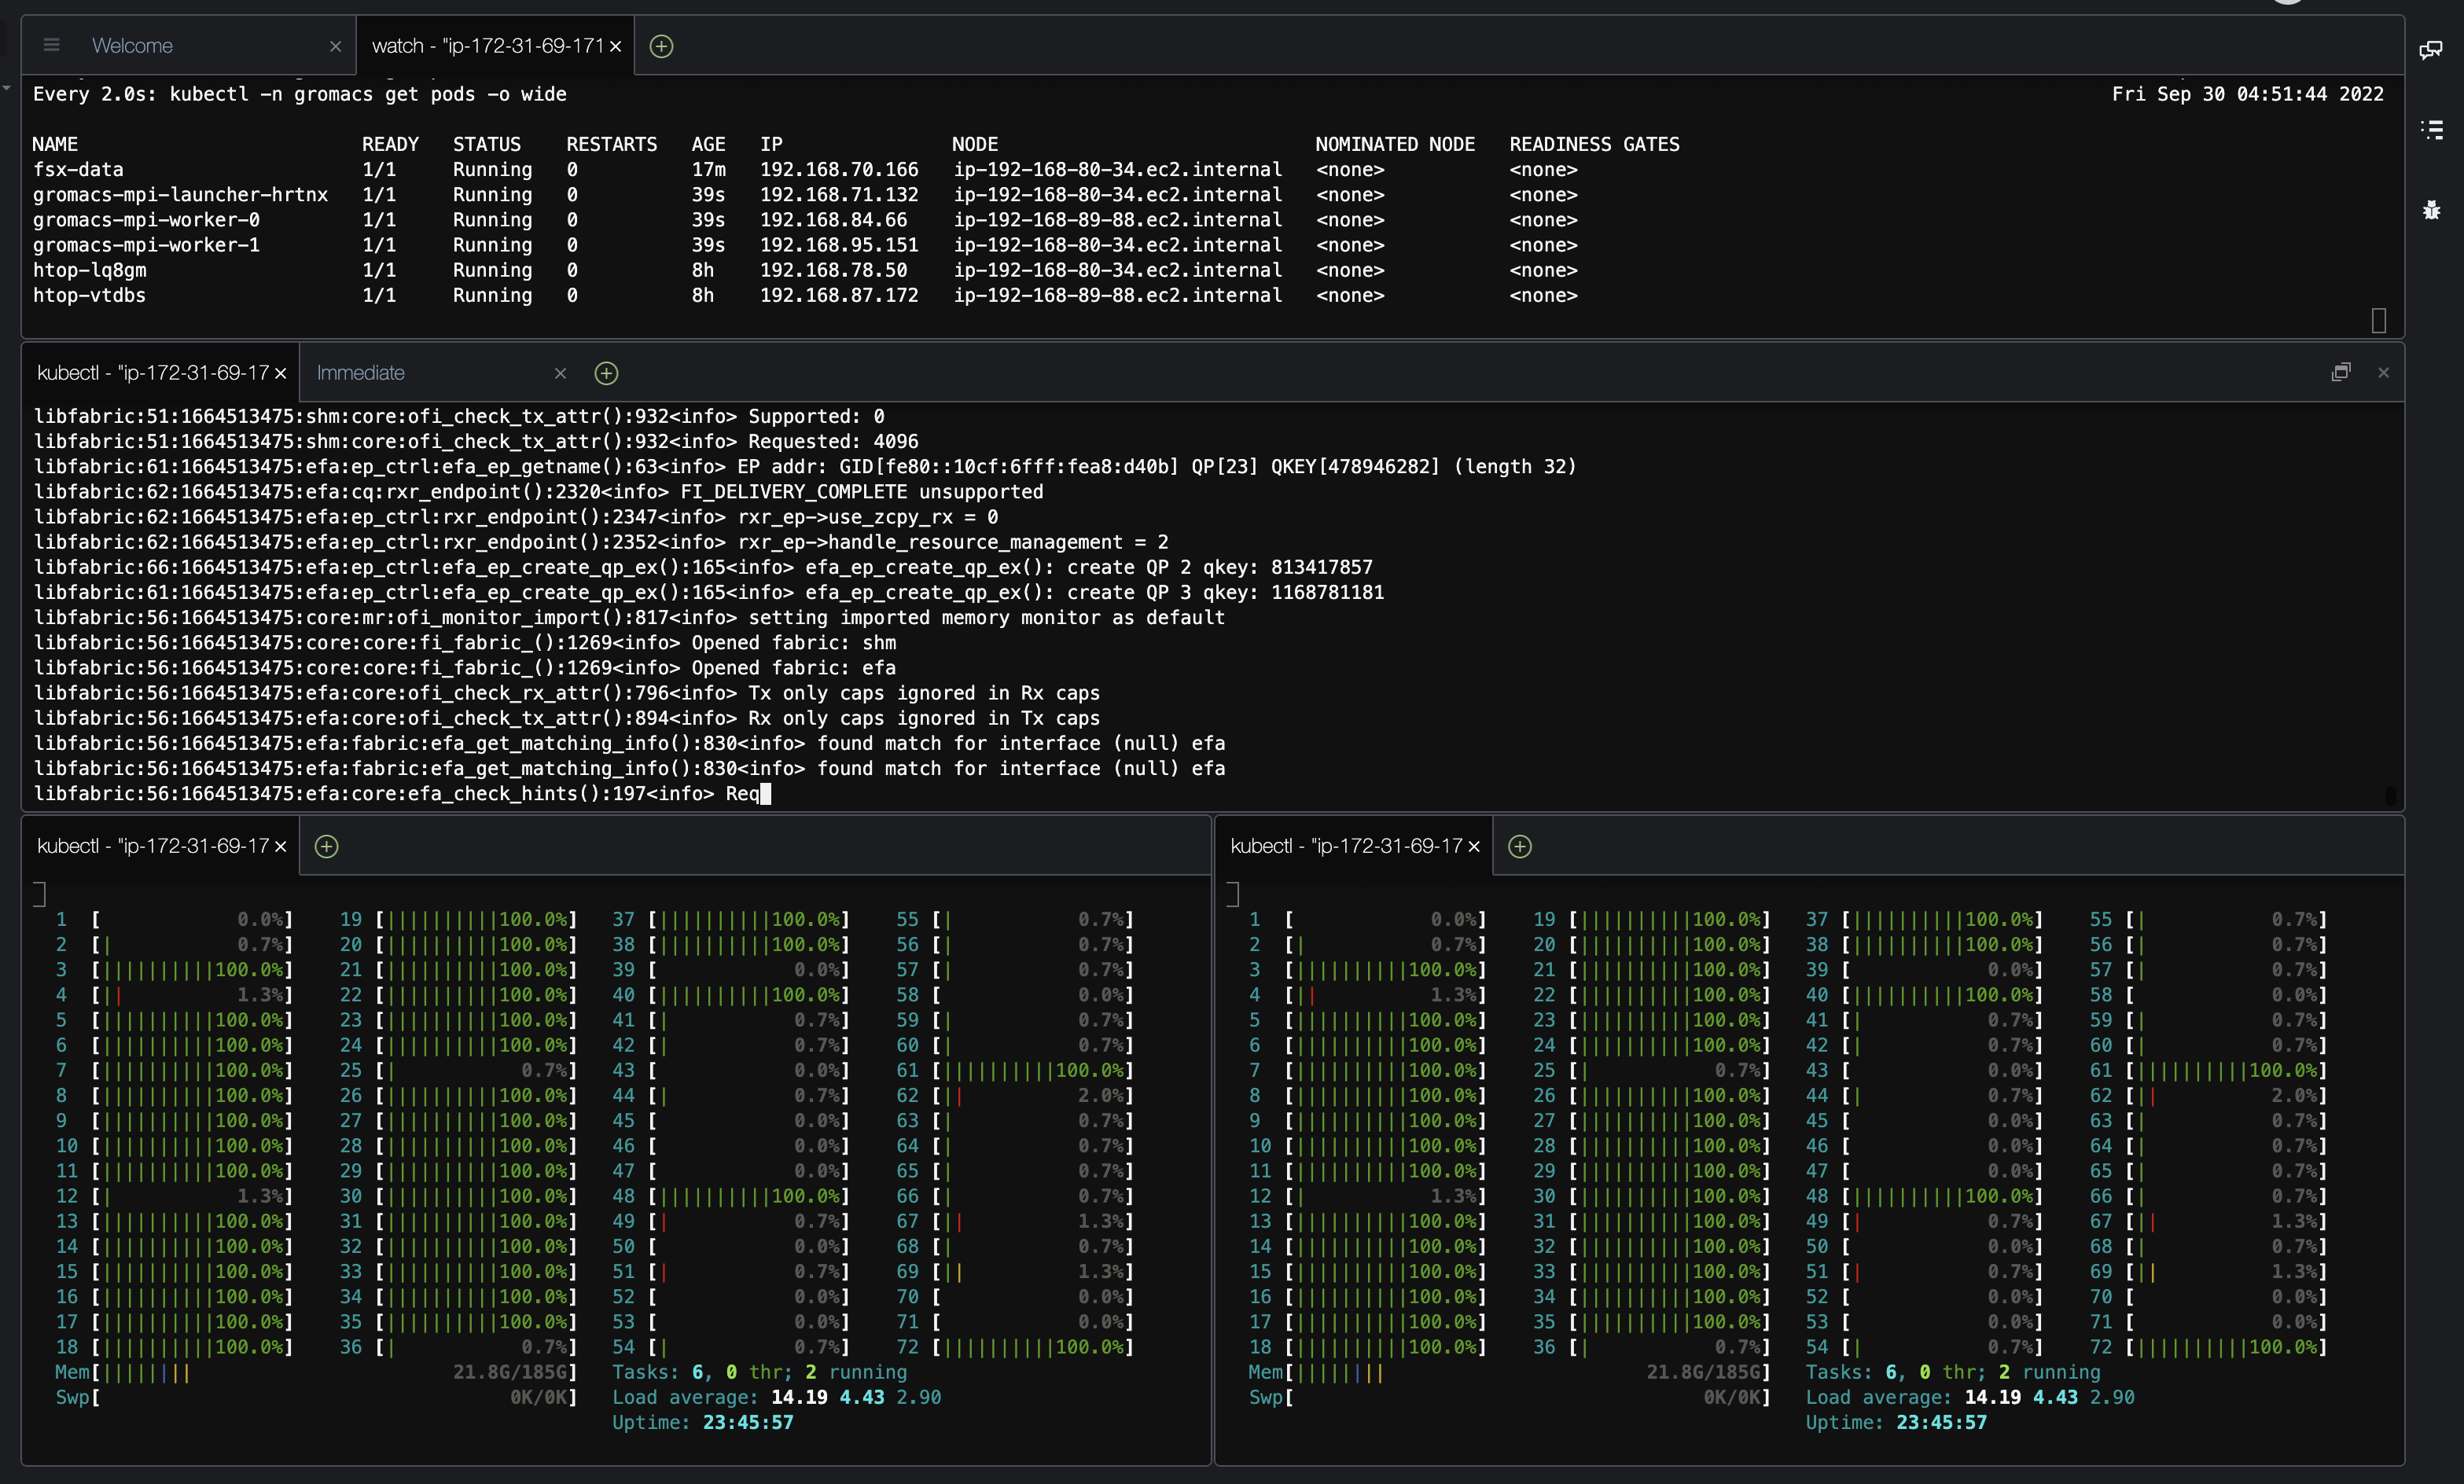 Welcome × watch - "ip-172-31-69-171 ×
Every 2.0s: kubectl -n gromacs get pods -o wide Fri Sep 30 04:51:44 2022
NAME READY STATUS RESTARTS AGE IP NODE NOMINATED NODE READINESS GATES
fsx-data 1/1 Running 0 17m 192.168.70.166 ip-192-168-80-34.ec2.internal <none> <none>
gromacs-mpi-launcher-hrtnx 1/1 Running 0 39s 192.168.71.132 ip-192-168-80-34.ec2.internal <none> <none>
gromacs-mpi-worker-0 1/1 Running 0 39s 192.168.84.66 ip-192-168-89-88.ec2.internal <none> <none>
gromacs-mpi-worker-1 1/1 Running 0 39s 192.168.95.151 ip-192-168-80-34.ec2.internal <none> <none>
htop-lq8gm 1/1 Running 0 8h 192.168.78.50 ip-192-168-80-34.ec2.internal <none> <none>
htop-vtdbs 1/1 Running 0 8h 192.168.87.172 ip-192-168-89-88.ec2.internal <none> <none>
kubectl - "ip-172-31-69-17 × Immediate ×
libfabric:51:1664513475:shm:core:ofi_check_tx_attr():932<info> Supported: 0
libfabric:51:1664513475:shm:core:ofi_check_tx_attr():932<info> Requested: 4096
libfabric:61:1664513475:efa:ep_ctrl:efa_ep_getname():63<info> EP addr: GID[fe80::10cf:6fff:fea8:d40b] QP[23] QKEY[478946282] (length 32)
libfabric:62:1664513475:efa:cq:rxr_endpoint():2320<info> FI_DELIVERY_COMPLETE unsupported
libfabric:62:1664513475:efa:ep_ctrl:rxr_endpoint():2347<info> rxr_ep->use_zcpy_rx = 0
libfabric:62:1664513475:efa:ep_ctrl:rxr_endpoint():2352<info> rxr_ep->handle_resource_management = 2
libfabric:66:1664513475:efa:ep_ctrl:efa_ep_create_qp_ex():165<info> efa_ep_create_qp_ex(): create QP 2 qkey: 813417857
libfabric:61:1664513475:efa:ep_ctrl:efa_ep_create_qp_ex():165<info> efa_ep_create_qp_ex(): create QP 3 qkey: 1168781181
libfabric:56:1664513475:core:mr:ofi_monitor_import():817<info> setting imported memory monitor as default
libfabric:56:1664513475:core:core:fi_fabric_():1269<info> Opened fabric: shm
libfabric:56:1664513475:core:core:fi_fabric_():1269<info> Opened fabric: efa
libfabric:56:1664513475:efa:core:ofi_check_rx_attr():796<info> Tx only caps ignored in Rx caps
libfabric:56:1664513475:efa:core:ofi_check_tx_attr():894<info> Rx only caps ignored in Tx caps
libfabric:56:1664513475:efa:fabric:efa_get_matching_info():830<info> found match for interface (null) efa
libfabric:56:1664513475:efa:fabric:efa_get_matching_info():830<info> found match for interface (null) efa
libfabric:56:1664513475:efa:core:efa_check_hints():197<info> Req
kubectl - "ip-172-31-69-17 ×
1 [ 0.0%] 19 [||||||||||100.0%] 37 [||||||||||100.0%] 55 [| 0.7%]
2 [| 0.7%] 20 [||||||||||100.0%] 38 [||||||||||100.0%] 56 [| 0.7%]
3 [||||||||||100.0%] 21 [||||||||||100.0%] 39 [ 0.0%] 57 [| 0.7%]
4 [|| 1.3%] 22 [||||||||||100.0%] 40 [||||||||||100.0%] 58 [ 0.0%]
5 [||||||||||100.0%] 23 [||||||||||100.0%] 41 [| 0.7%] 59 [| 0.7%]
6 [||||||||||100.0%] 24 [||||||||||100.0%] 42 [| 0.7%] 60 [| 0.7%]
7 [||||||||||100.0%] 25 [| 0.7%] 43 [ 0.0%] 61 [||||||||||100.0%]
8 [||||||||||100.0%] 26 [||||||||||100.0%] 44 [| 0.7%] 62 [|| 2.0%]
9 [||||||||||100.0%] 27 [||||||||||100.0%] 45 [ 0.0%] 63 [| 0.7%]
10 [||||||||||100.0%] 28 [||||||||||100.0%] 46 [ 0.0%] 64 [| 0.7%]
11 [||||||||||100.0%] 29 [||||||||||100.0%] 47 [ 0.0%] 65 [| 0.7%]
12 [| 1.3%] 30 [||||||||||100.0%] 48 [||||||||||100.0%] 66 [| 0.7%]
13 [||||||||||100.0%] 31 [||||||||||100.0%] 49 [| 0.7%] 67 [|| 1.3%]
14 [||||||||||100.0%] 32 [||||||||||100.0%] 50 [ 0.0%] 68 [| 0.7%]
15 [||||||||||100.0%] 33 [||||||||||100.0%] 51 [| 0.7%] 69 [|| 1.3%]
16 [||||||||||100.0%] 34 [||||||||||100.0%] 52 [ 0.0%] 70 [ 0.0%]
17 [||||||||||100.0%] 35 [||||||||||100.0%] 53 [ 0.0%] 71 [ 0.0%]
18 [||||||||||100.0%] 36 [| 0.7%] 54 [| 0.7%] 72 [||||||||||100.0%]
Mem[|||||||| 21.8G/185G] Tasks: 6, 0 thr; 2 running
Swp[ 0K/0K] Load average: 14.19 4.43 2.90
Uptime: 23:45:57
kubectl - "ip-172-31-69-17 ×
1 [ 0.0%] 19 [||||||||||100.0%] 37 [||||||||||100.0%] 55 [| 0.7%]
2 [| 0.7%] 20 [||||||||||100.0%] 38 [||||||||||100.0%] 56 [| 0.7%]
3 [||||||||||100.0%] 21 [||||||||||100.0%] 39 [ 0.0%] 57 [| 0.7%]
4 [|| 1.3%] 22 [||||||||||100.0%] 40 [||||||||||100.0%] 58 [ 0.0%]
5 [||||||||||100.0%] 23 [||||||||||100.0%] 41 [| 0.7%] 59 [| 0.7%]
6 [||||||||||100.0%] 24 [||||||||||100.0%] 42 [| 0.7%] 60 [| 0.7%]
7 [||||||||||100.0%] 25 [| 0.7%] 43 [ 0.0%] 61 [||||||||||100.0%]
8 [||||||||||100.0%] 26 [||||||||||100.0%] 44 [| 0.7%] 62 [|| 2.0%]
9 [||||||||||100.0%] 27 [||||||||||100.0%] 45 [ 0.0%] 63 [| 0.7%]
10 [||||||||||100.0%] 28 [||||||||||100.0%] 46 [ 0.0%] 64 [| 0.7%]
11 [||||||||||100.0%] 29 [||||||||||100.0%] 47 [ 0.0%] 65 [| 0.7%]
12 [| 1.3%] 30 [||||||||||100.0%] 48 [||||||||||100.0%] 66 [| 0.7%]
13 [||||||||||100.0%] 31 [||||||||||100.0%] 49 [| 0.7%] 67 [|| 1.3%]
14 [||||||||||100.0%] 32 [||||||||||100.0%] 50 [ 0.0%] 68 [| 0.7%]
15 [||||||||||100.0%] 33 [||||||||||100.0%] 51 [| 0.7%] 69 [|| 1.3%]
16 [||||||||||100.0%] 34 [||||||||||100.0%] 52 [ 0.0%] 70 [ 0.0%]
17 [||||||||||100.0%] 35 [||||||||||100.0%] 53 [ 0.0%] 71 [ 0.0%]
18 [||||||||||100.0%] 36 [| 0.7%] 54 [| 0.7%] 72 [||||||||||100.0%]
Mem[|||||||| 21.8G/185G] Tasks: 6, 0 thr; 2 running
Swp[ 0K/0K] Load average: 14.19 4.43 2.90
Uptime: 23:45:57